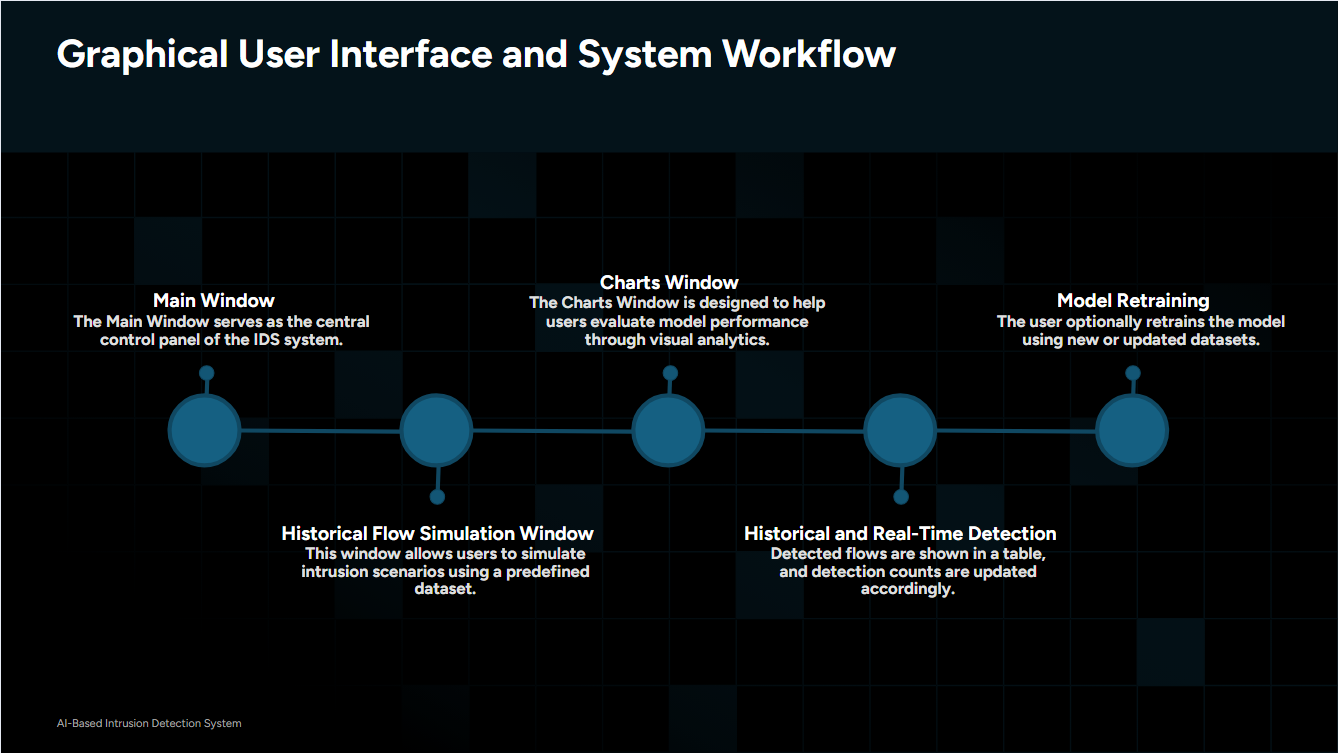 Graphical User Interface and System Workflow
Main Window
The Main Window serves as the central
control panel of the IDS system.
Historical Flow Simulation Window
This window allows users to simulate
intrusion scenarios using a predefined
dataset.
Charts Window
The Charts Window is designed to help
users evaluate model performance
through visual analytics.
Historical and Real-Time Detection
Detected flows are shown in a table,
and detection counts are updated
accordingly.
Model Retraining
The user optionally retrains the model
using new or updated datasets.
AI-Based Intrusion Detection System